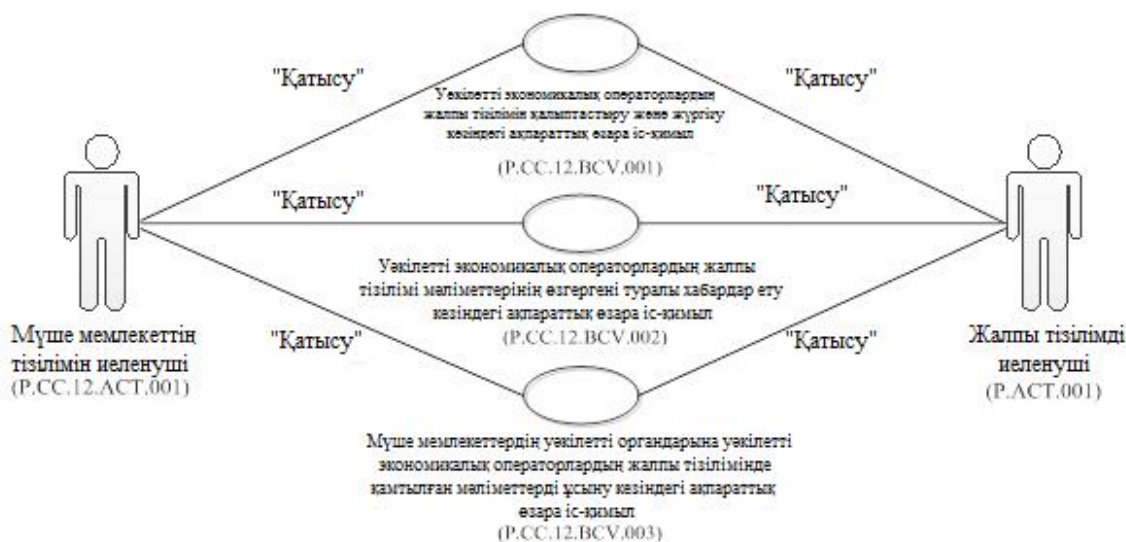 "Қатысу"
"Қатысу"
Уәкілетті экономикалық операторлардың
жалпы тізілімін қалыптастыру және жүргізу
кезіндегі ақпараттық өзара іс-қимыл
(P.CC.12.BCV.001)
"Қатысу"
"Қатысу"
Уәкілетті экономикалық операторлардың жалпы
тізілімі мәліметтерінің өзгергені туралы хабардар ету
кезіндегі ақпараттық өзара іс-қимыл
(P.CC.12.BCV.002)
Мүше мемлекеттің
тізілімін иеленуші
(P.CC.12.ACT.001)
"Қатысу"
"Қатысу"
Жалпы тізілімді
иеленуші
(P.ACT.001)
Мүше мемлекеттердің уәкілетті органдарына уәкілетті
экономикалық операторлардың жалпы тізілімінде
қамтылған мәліметтерді ұсыну кезіндегі ақпараттық
өзара іс-қимыл
(P.CC.12.BCV.003)